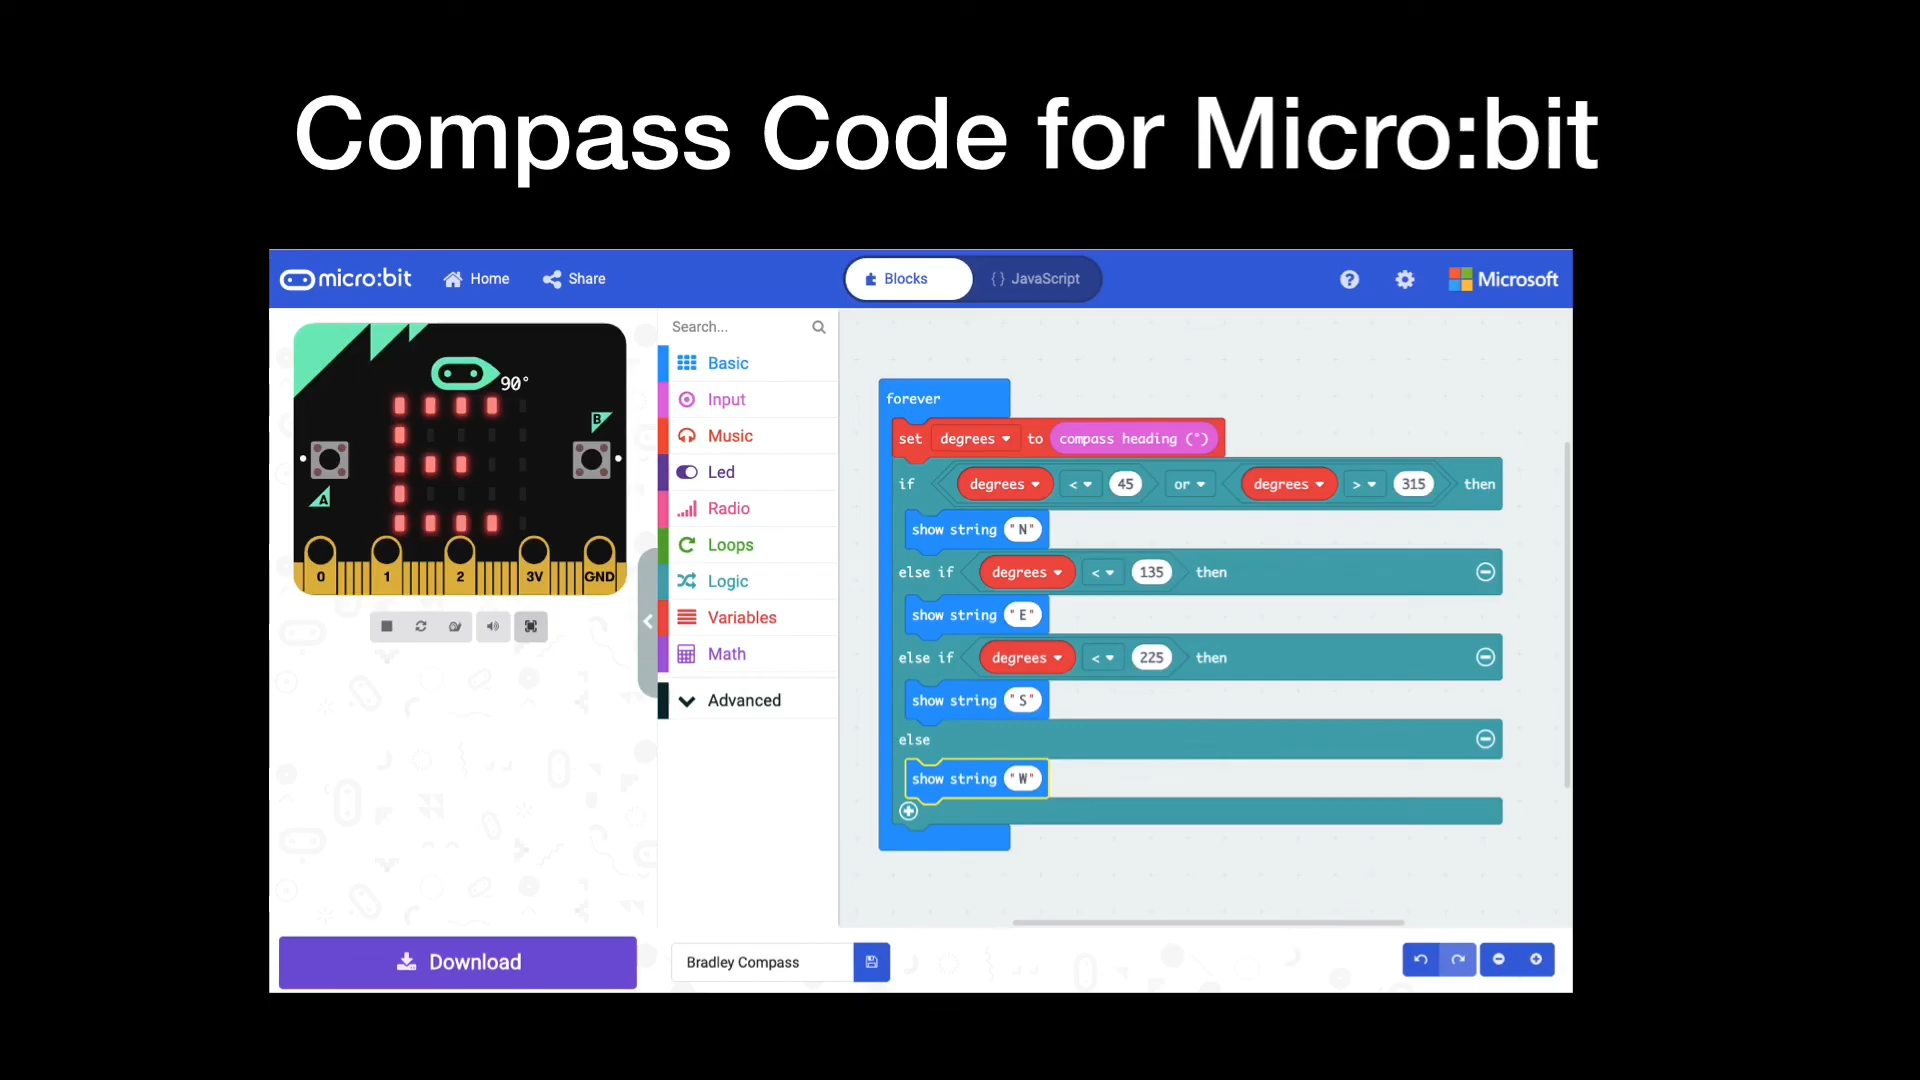 Compass Code for Micro:bit
micro:bit Home Share Blocks {} JavaScript ? Microsoft
Search...
Basic
Input
Music
Led
Radio
Loops
Logic
Variables
Math
Advanced
90°
B
A
0 1 2 3V GND
forever
set degrees to compass heading (°)
if degrees < 45 or degrees > 315 then
show string "N"
else if degrees < 135 then
show string "E"
else if degrees < 225 then
show string "S"
else
show string "W"
Download
Bradley Compass